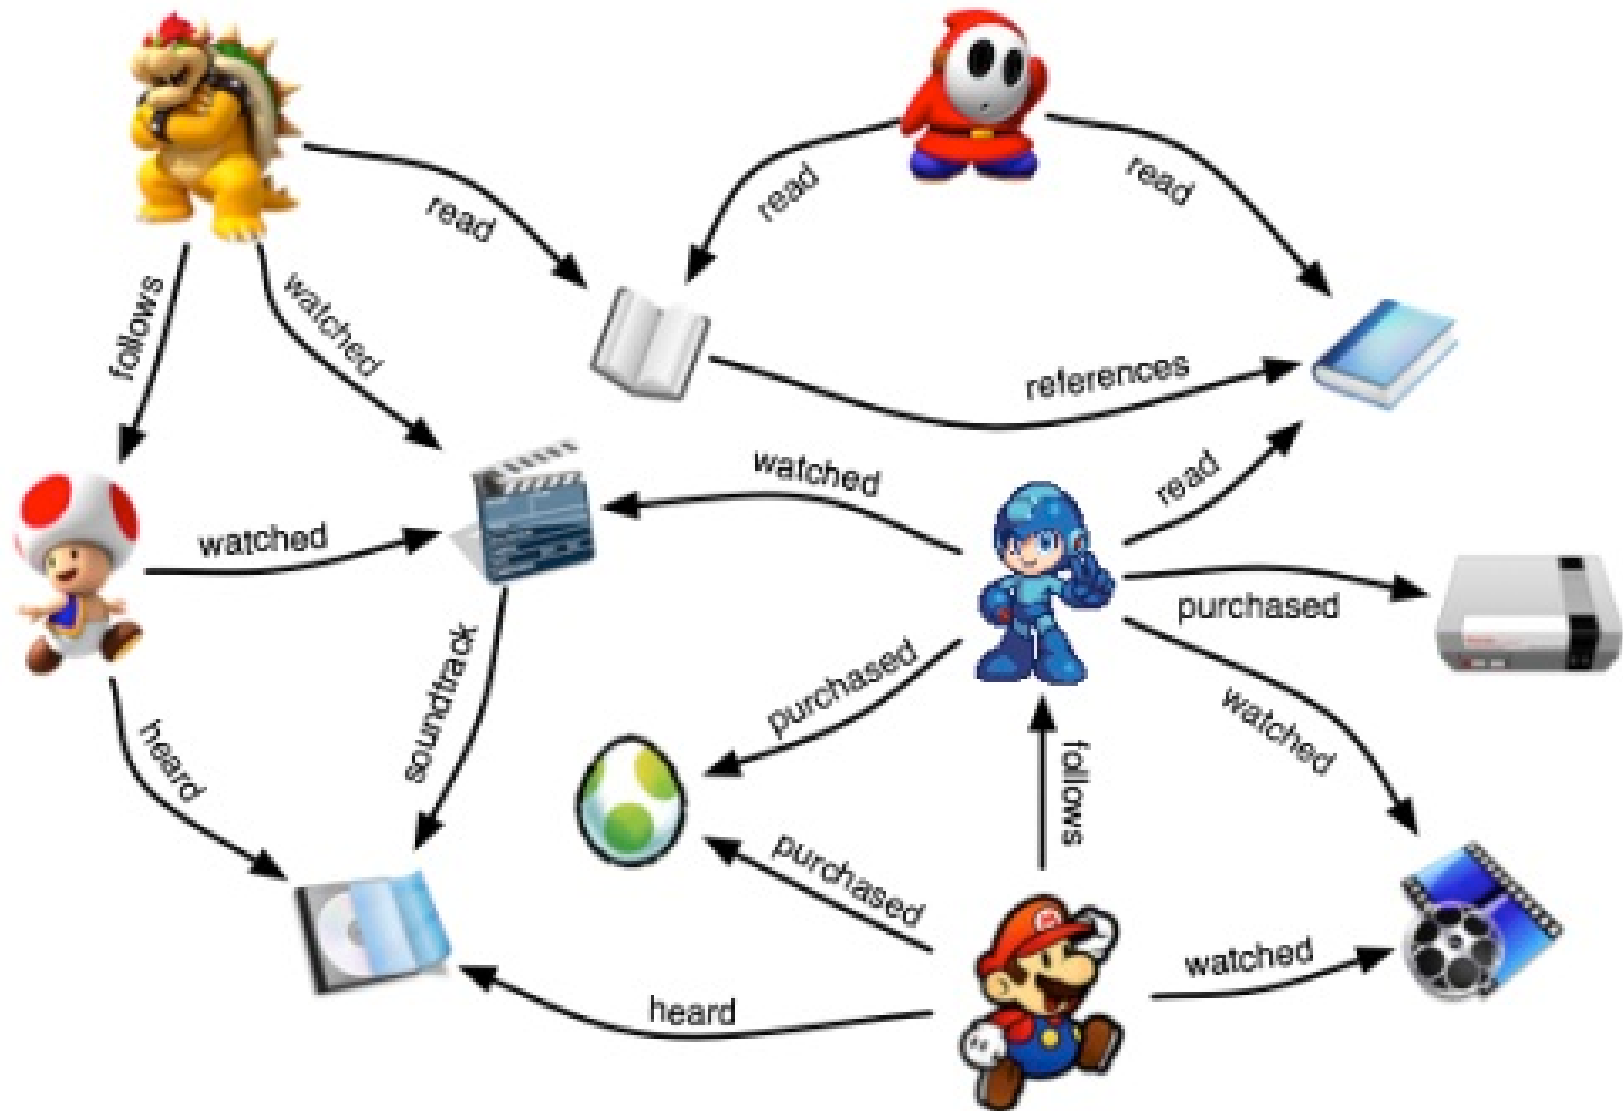 read
read
read
follows
watched
references
watched
read
watched
purchased
soundtrack
purchased
watched
heard
follows
purchased
watched
heard